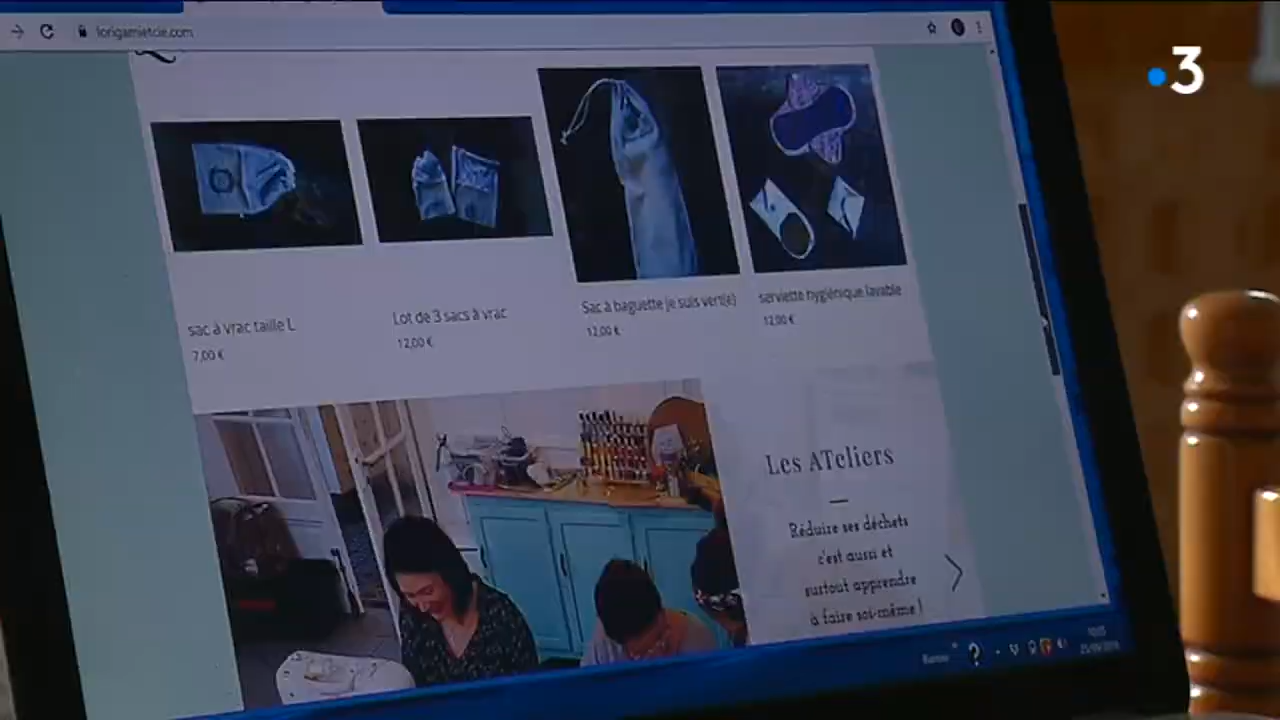 lorigamietcie.com
3
sac à vrac taille L
7,00 €
Lot de 3 sacs à vrac
12,00 €
Sac à baguette je suis vert(e)
12,00 €
serviette hygiénique lavable
12,00 €
Les ATeliers
Réduire ses déchets
c'est aussi et
surtout apprendre
à faire soi-même !
Bureau